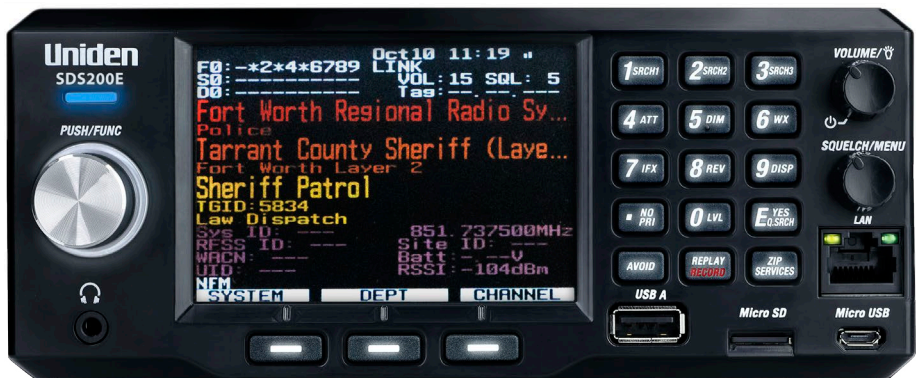 Uniden
SDS200E
PUSH/FUNC
Oct10 11:19
F0:-*2*4*6789 LINK
S0:---------- VOL:15 SQL: 5
D0:---------- Tag:--.--.---
Fort Worth Regional Radio Sy...
Police
Tarrant County Sheriff (Laye...
Fort Worth Layer 2
Sheriff Patrol
TGID:5834
Law Dispatch
Sys ID: --- 851.737500MHz
RFSS ID: --- Site ID: ---
WACN: --- Batt:-.--V
UID: --- RSSI:-104dBm
NFM
SYSTEM DEPT CHANNEL
1 SRCH1 2 SRCH2 3 SRCH3
4 ATT 5 DIM 6 WX
7 IFX 8 REV 9 DISP
. NO PRI 0 LVL E YES Q.SRCH
AVOID REPLAY RECORD ZIP SERVICES
VOLUME/
SQUELCH/MENU
LAN
USB A
Micro SD
Micro USB